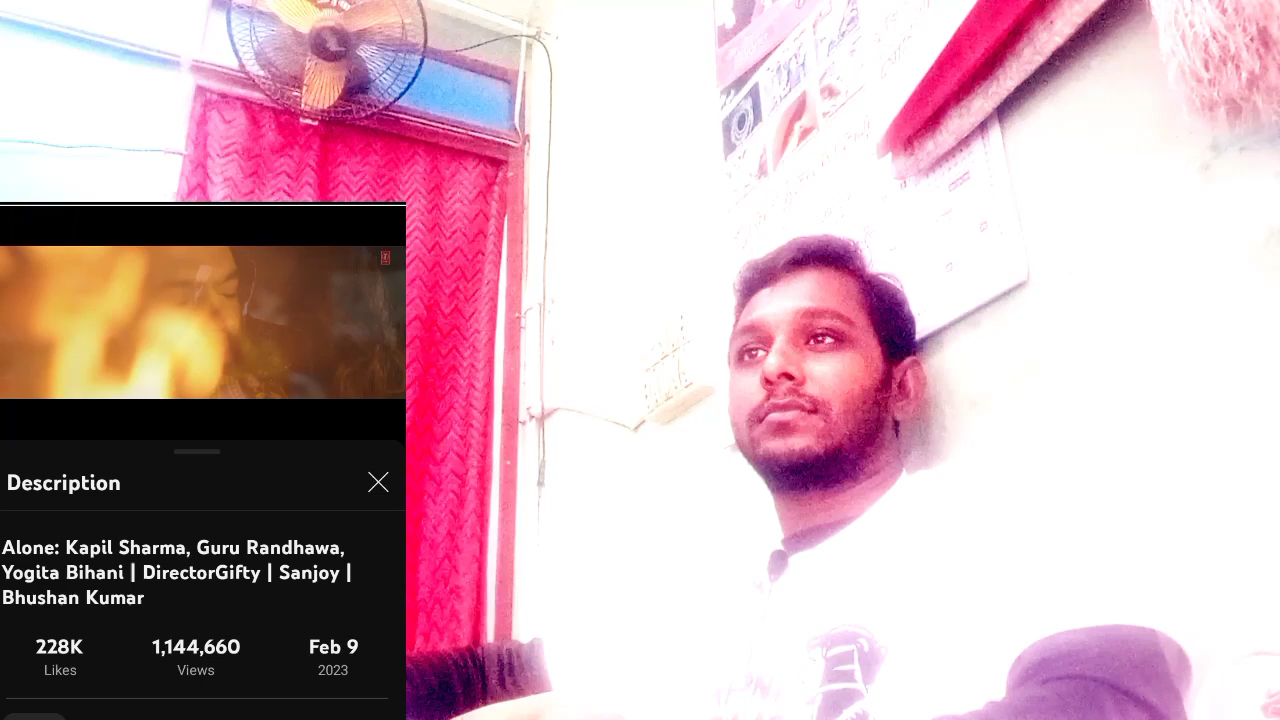 Description
Alone: Kapil Sharma, Guru Randhawa,
Yogita Bihani | DirectorGifty | Sanjoy |
Bhushan Kumar
228K 1,144,660 Feb 9
Likes Views 2023